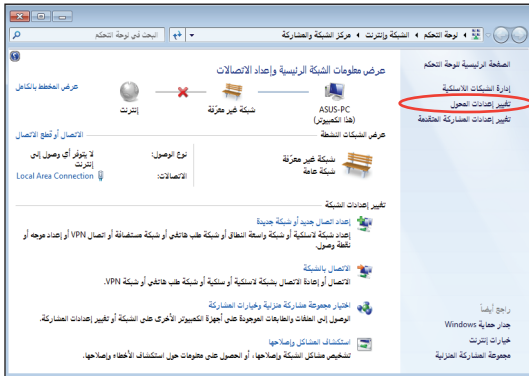 لوحة التحكم ◂ الشبكة وإنترنت ◂ مركز الشبكة والمشاركة
البحث في لوحة التحكم
الصفحة الرئيسية للوحة التحكم
إدارة الشبكات اللاسلكية
تغيير إعدادات المحول
تغيير إعدادات المشاركة المتقدمة
عرض معلومات الشبكة الرئيسية وإعداد الاتصالات
عرض المخطط بالكامل
ASUS-PC
(هذا الكمبيوتر)
شبكة غير معرّفة
إنترنت
عرض الشبكات النشطة
الاتصال أو قطع الاتصال
شبكة غير معرّفة
شبكة عامة
نوع الوصول:
لا يتوفر أي وصول إلى
إنترنت
الاتصالات:
Local Area Connection
تغيير إعدادات الشبكة
إعداد اتصال جديد أو شبكة جديدة
إعداد شبكة لاسلكية أو شبكة واسعة النطاق أو شبكة طلب هاتفي أو شبكة مستضافة أو اتصال VPN أو إعداد موجه أو
نقطة وصول.
الاتصال بالشبكة
الاتصال أو إعادة الاتصال بشبكة لاسلكية أو سلكية أو شبكة طلب هاتفي أو شبكة VPN.
اختيار مجموعة مشاركة منزلية وخيارات المشاركة
الوصول إلى الملفات والطابعات الموجودة على أجهزة الكمبيوتر الأخرى على الشبكة أو تغيير إعدادات المشاركة.
استكشاف المشاكل وإصلاحها
تشخيص مشاكل الشبكة وإصلاحها، أو الحصول على معلومات حول استكشاف الأخطاء وإصلاحها.
راجع أيضاً
جدار حماية Windows
خيارات إنترنت
مجموعة المشاركة المنزلية